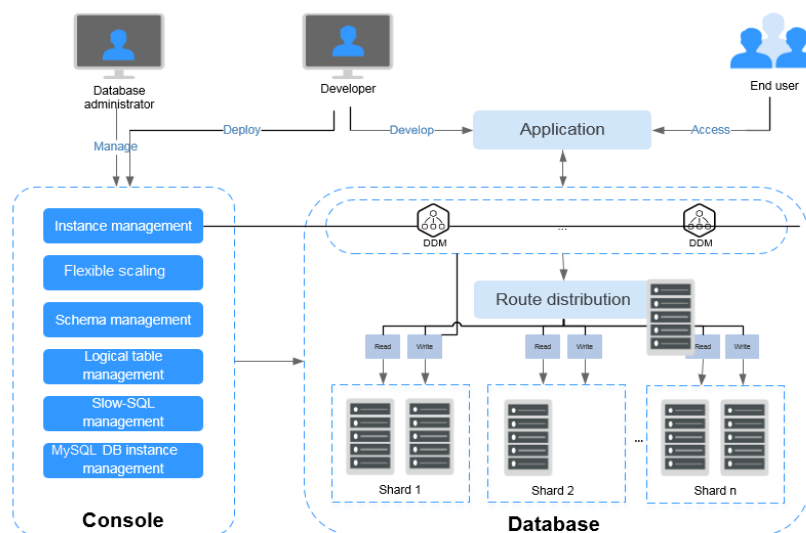 Database
administrator
Developer
End user
Manage
Deploy
Develop
Application
Access
Instance management
Flexible scaling
Schema management
Logical table
management
Slow-SQL
management
MySQL DB instance
management
Console
DDM
...
DDM
Route distribution
Read
Write
Read
Write
Read
Write
Shard 1
Shard 2
...
Shard n
Database